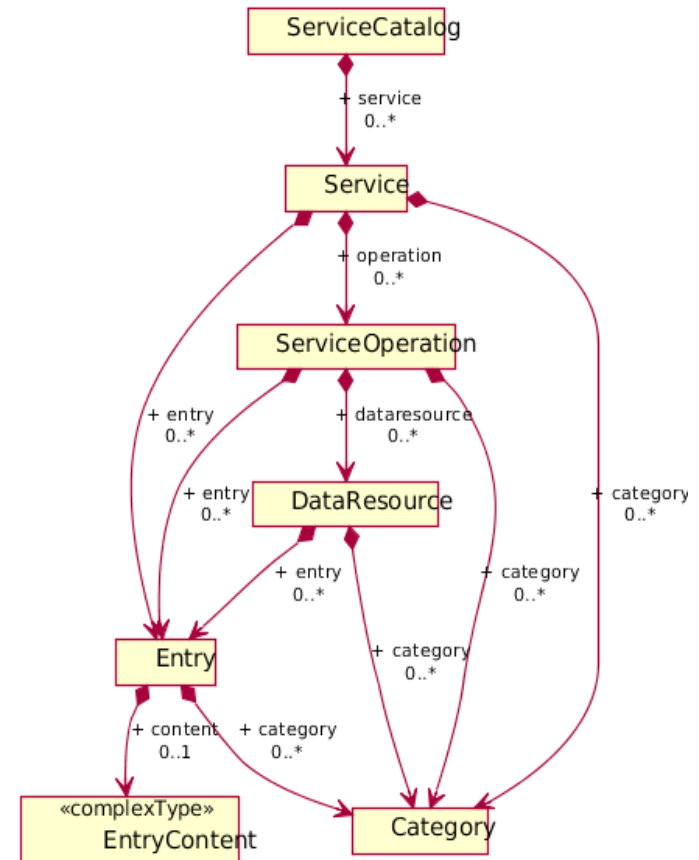 ServiceCatalog
+ service
0..*
Service
+ operation
0..*
ServiceOperation
+ entry
0..*
+ dataresource
0..*
+ entry
0..*
+ category
0..*
DataResource
+ entry
0..*
+ category
0..*
+ category
0..*
Entry
+ content
0..1
+ category
0..*
«complexType»
EntryContent
Category